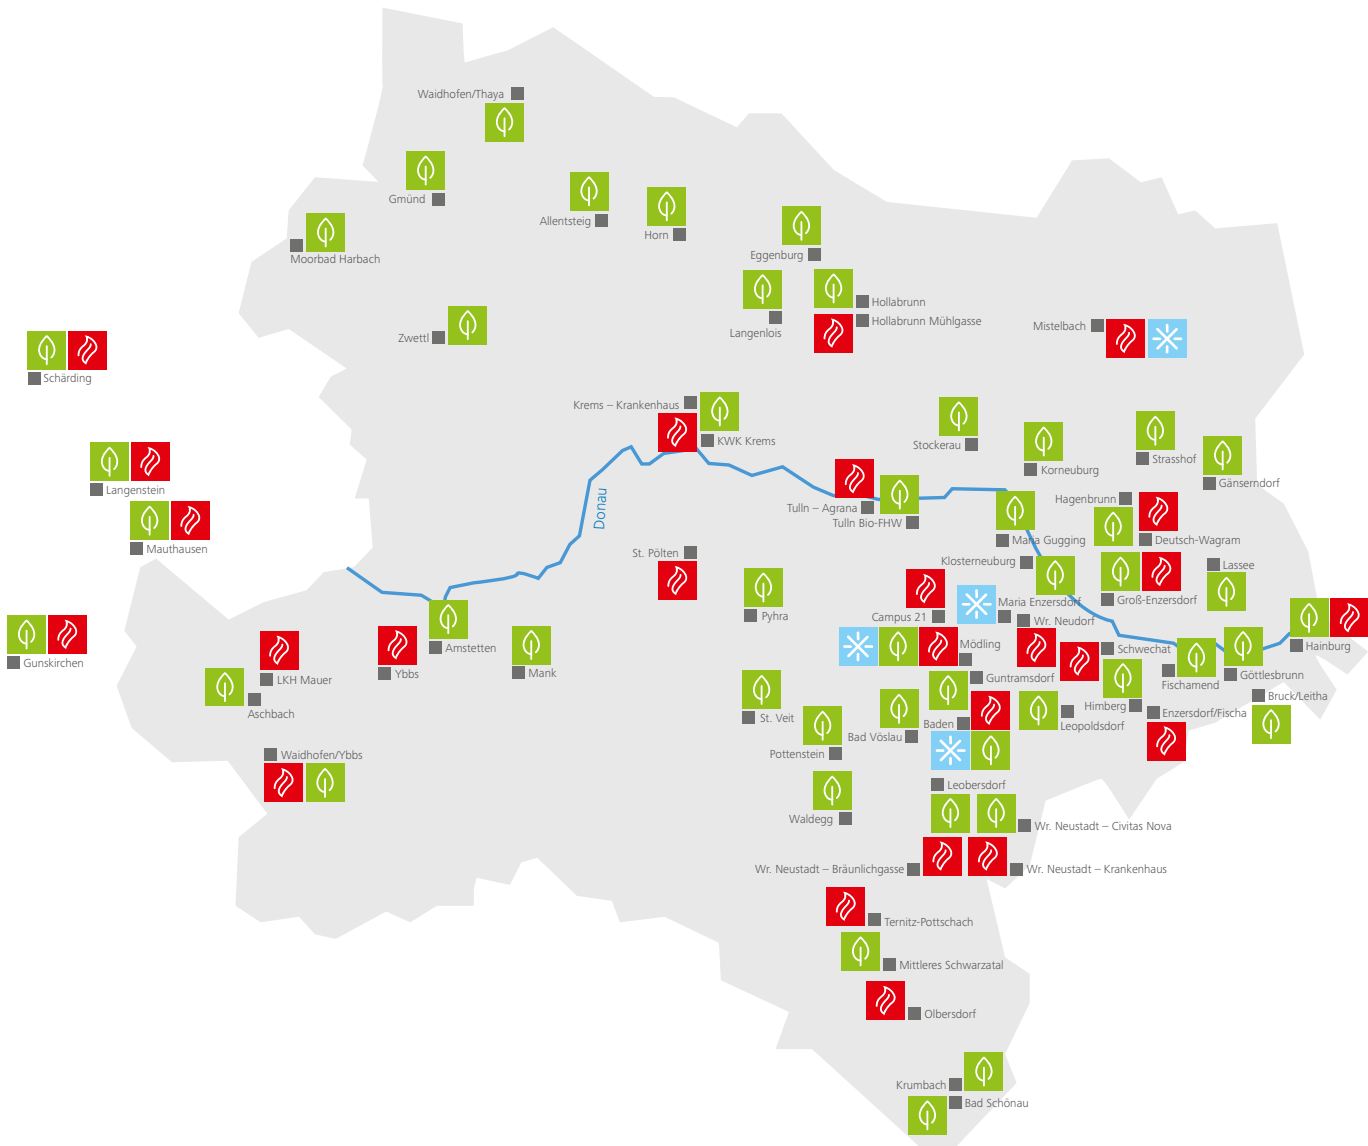 Waidhofen/Thaya
Gmünd
Allentsteig
Horn
Moorbad Harbach
Eggenburg
Hollabrunn
Langenlois
Hollabrunn Mühlgasse
Mistelbach
Zwettl
Schärding
Krems – Krankenhaus
KWK Krems
Stockerau
Korneuburg
Strasshof
Gänserndorf
Langenstein
Donau
Tulln – Agrana
Tulln Bio-FHW
Hagenbrunn
Maria Gugging
Deutsch-Wagram
Mauthausen
St. Pölten
Klosterneuburg
Lassee
Groß-Enzersdorf
Maria Enzersdorf
Pyhra
Campus 21
Wr. Neudorf
Mödling
Schwechat
Hainburg
Gunskirchen
Amstetten
LKH Mauer
Ybbs
Mank
Guntramsdorf
Fischamend
Göttlesbrunn
Bruck/Leitha
Aschbach
St. Veit
Himberg
Enzersdorf/Fischa
Baden
Leopoldsdorf
Bad Vöslau
Pottenstein
Waidhofen/Ybbs
Leobersdorf
Waldegg
Wr. Neustadt – Civitas Nova
Wr. Neustadt – Bräunlichgasse
Wr. Neustadt – Krankenhaus
Ternitz-Pottschach
Mittleres Schwarzatal
Olbersdorf
Krumbach
Bad Schönau